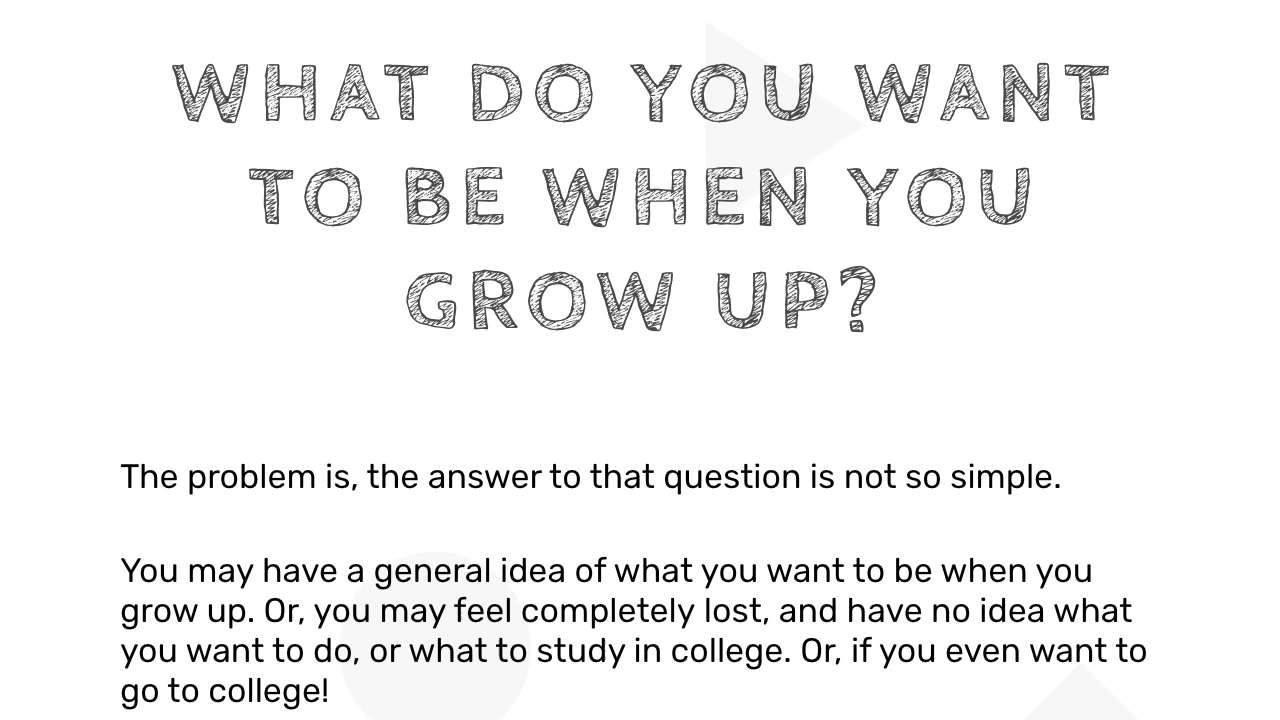 WHAT DO YOU WANT
TO BE WHEN YOU
GROW UP?
The problem is, the answer to that question is not so simple.
You may have a general idea of what you want to be when you
grow up. Or, you may feel completely lost, and have no idea what
you want to do, or what to study in college. Or, if you even want to
go to college!